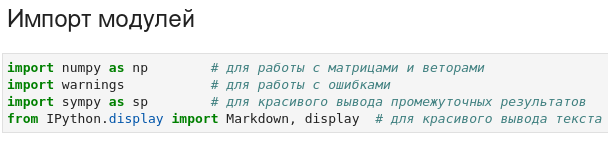 Импорт модулей
import numpy as np        # для работы с матрицами и веторами
import warnings           # для работы с ошибками
import sympy as sp        # для красивого вывода промежуточных результатов
from IPython.display import Markdown, display  # для красивого вывода текста